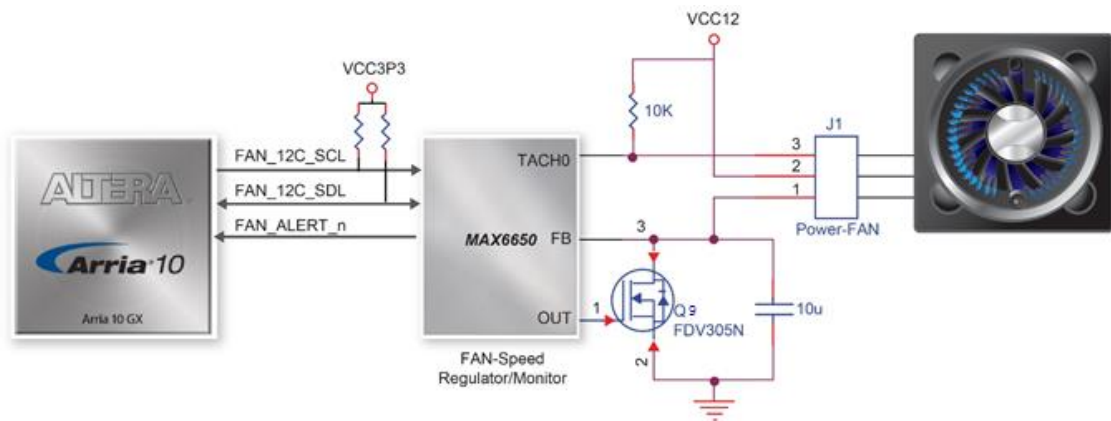 VCC12
VCC3P3
10K
J1
FAN_12C_SCL
TACH0
3
2
1
ALTERA
FAN_12C_SDL
FAN_ALERT_n
Power-FAN
Arria 10
MAX6650
FB
3
Arria 10 GX
OUT
1
Q9
FDV305N
10u
2
FAN-Speed
Regulator/Monitor